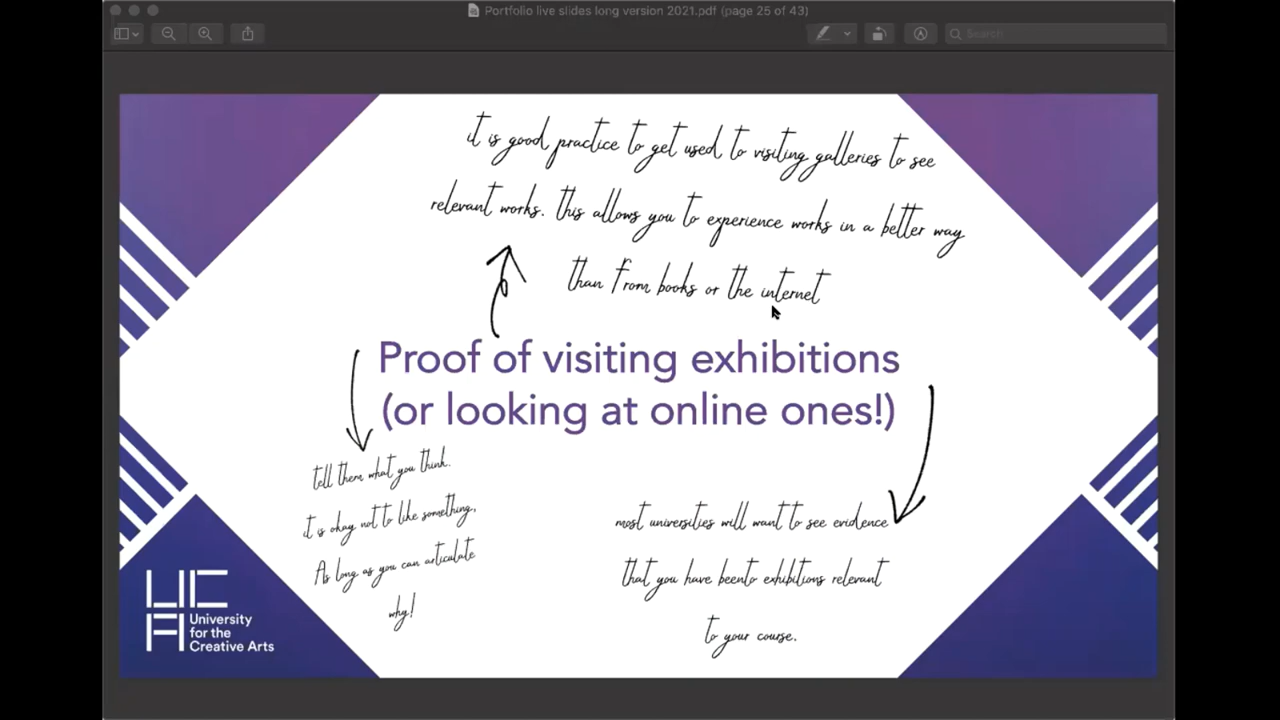 Portfolio live slides long version 2021.pdf (page 25 of 43)
Search
it is good practice to get used to visiting galleries to see
relevant works. this allows you to experience works in a better way
than from books or the internet
Proof of visiting exhibitions
(or looking at online ones!)
tell them what you think.
it is okay not to like something,
As long as you can articulate
why!
most universities will want to see evidence
that you have beento exhibitions relevant
to your course.
UCA
University
for the
Creative Arts